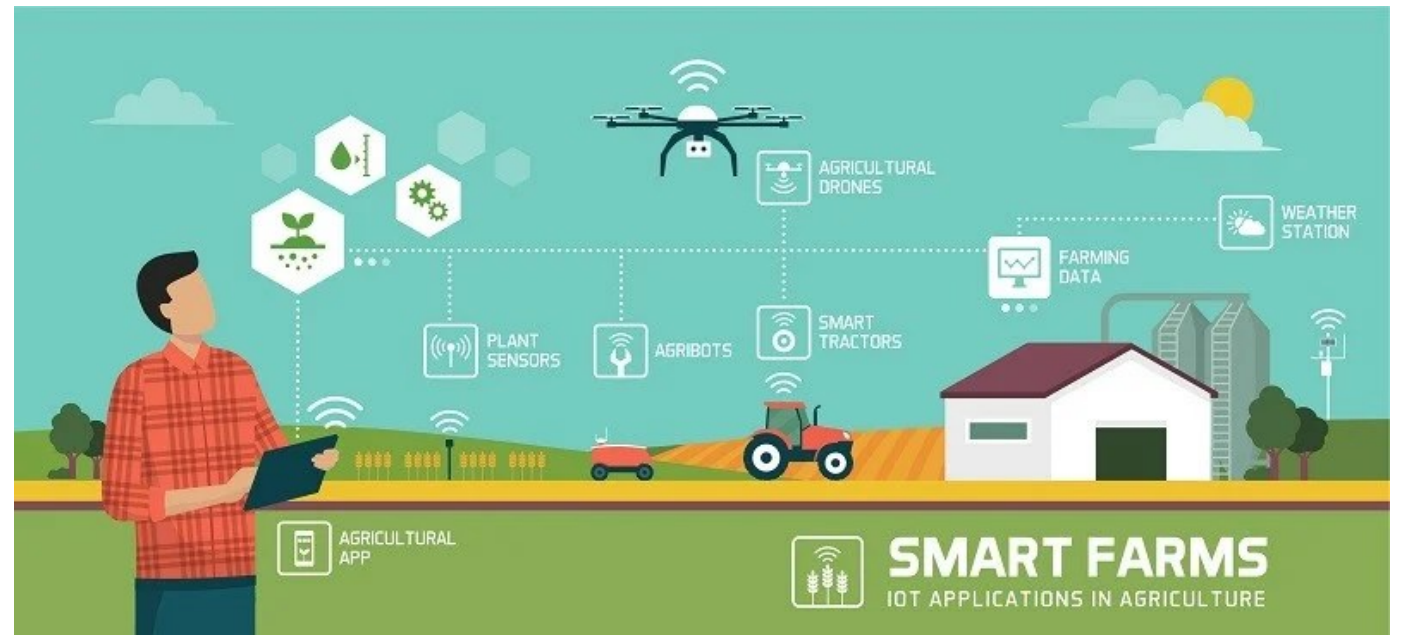 AGRICULTURAL
DRONES
WEATHER
STATION
FARMING
DATA
PLANT
SENSORS
AGRIBOTS
SMART
TRACTORS
AGRICULTURAL
APP
SMART FARMS
IOT APPLICATIONS IN AGRICULTURE